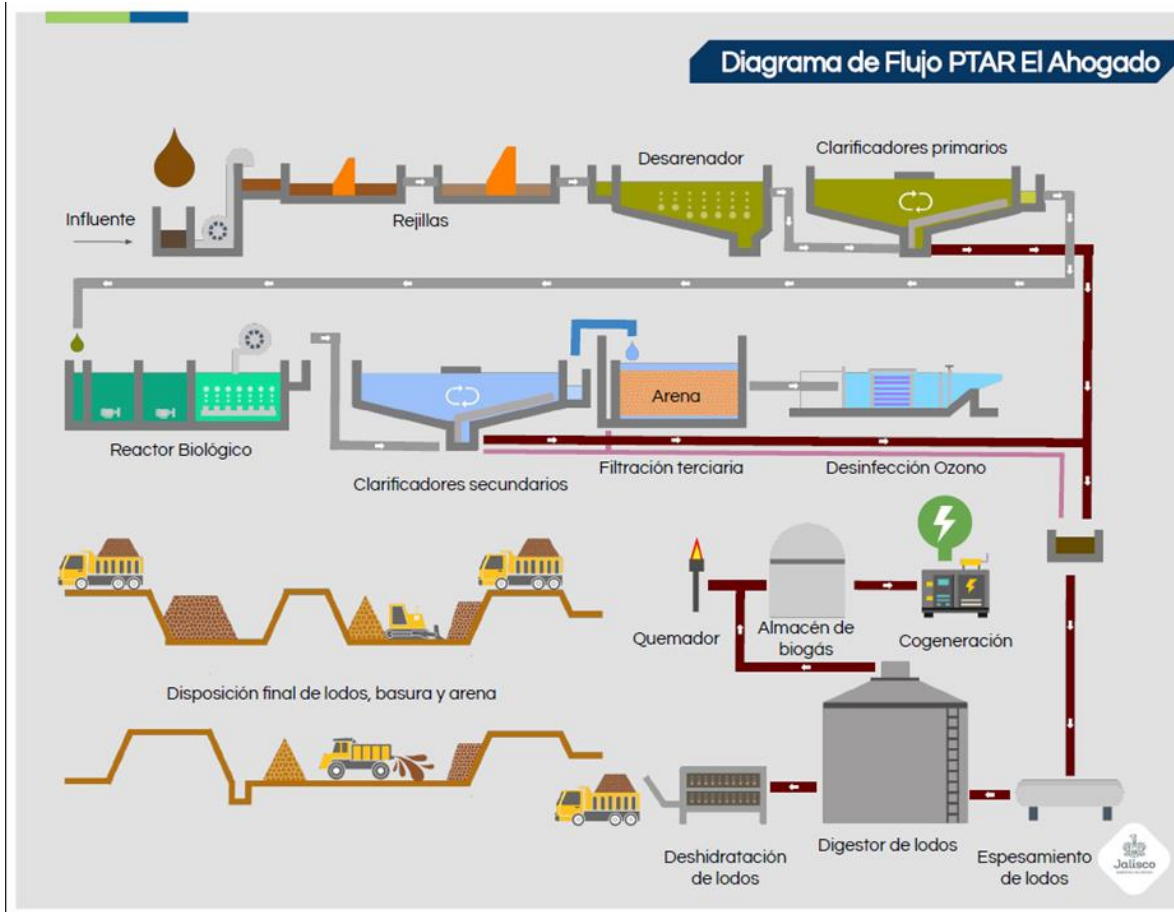 Diagrama de Flujo PTAR El Ahogado
Influente
Rejillas
Desarenador
Clarificadores primarios
Reactor Biológico
Clarificadores secundarios
Arena
Filtración terciaria
Desinfección Ozono
Quemador
Almacén de
biogás
Cogeneración
Disposición final de lodos, basura y arena
Deshidratación
de lodos
Digestor de lodos
Espesamiento
de lodos
Jalisco